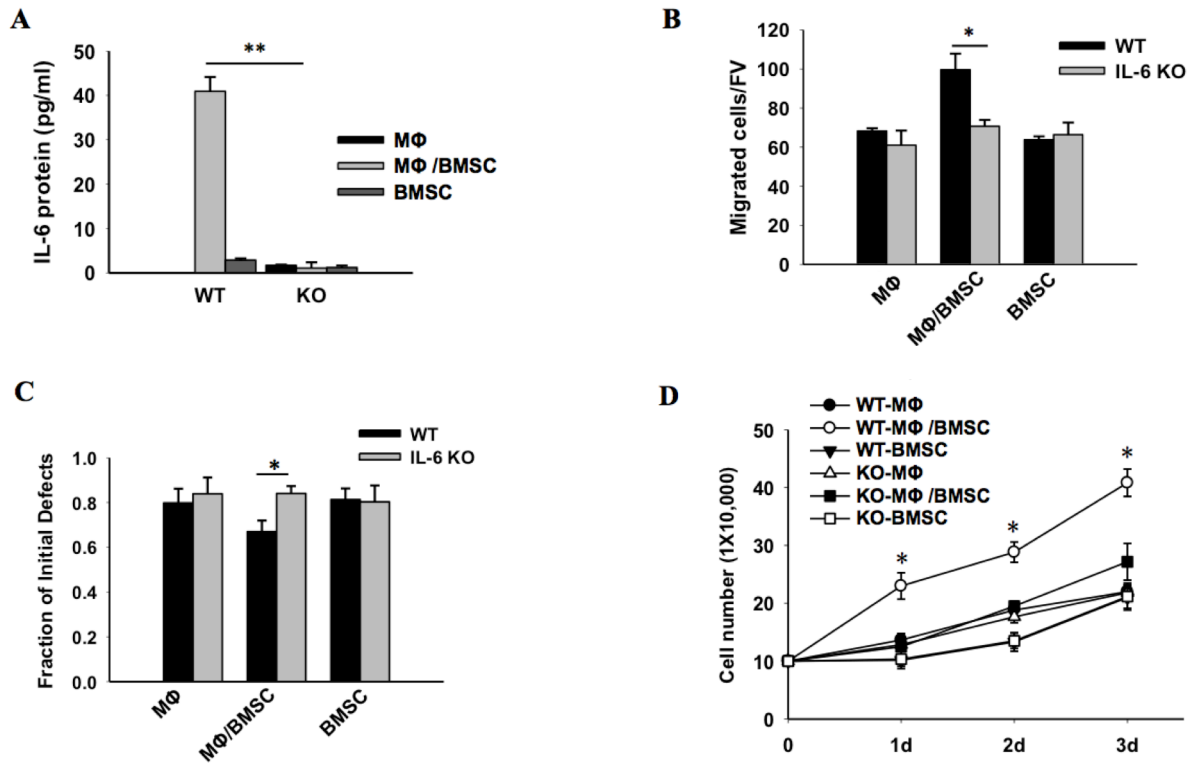 A
IL-6 protein (pg/ml)
50
40
30
20
10
0
**
MΦ
MΦ /BMSC
BMSC
WT
KO
B
Migrated cells/FV
120
100
80
60
40
20
0
*
WT
IL-6 KO
MΦ
MΦ/BMSC
BMSC
C
Fraction of Initial Defects
1.0
0.8
0.6
0.4
0.2
0.0
*
WT
IL-6 KO
MΦ
MΦ/BMSC
BMSC
D
WT-MΦ
WT-MΦ /BMSC
WT-BMSC
KO-MΦ
KO-MΦ /BMSC
KO-BMSC
Cell number (1X10,000)
50
40
30
20
10
0
*
*
*
0
1d
2d
3d